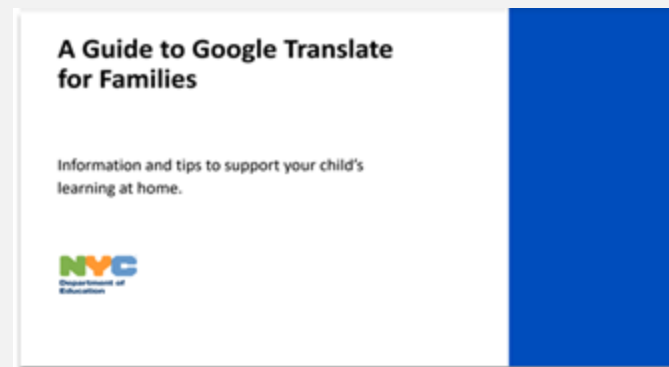 A Guide to Google Translate
for Families
Information and tips to support your child's
learning at home.
NYC
Department of
Education